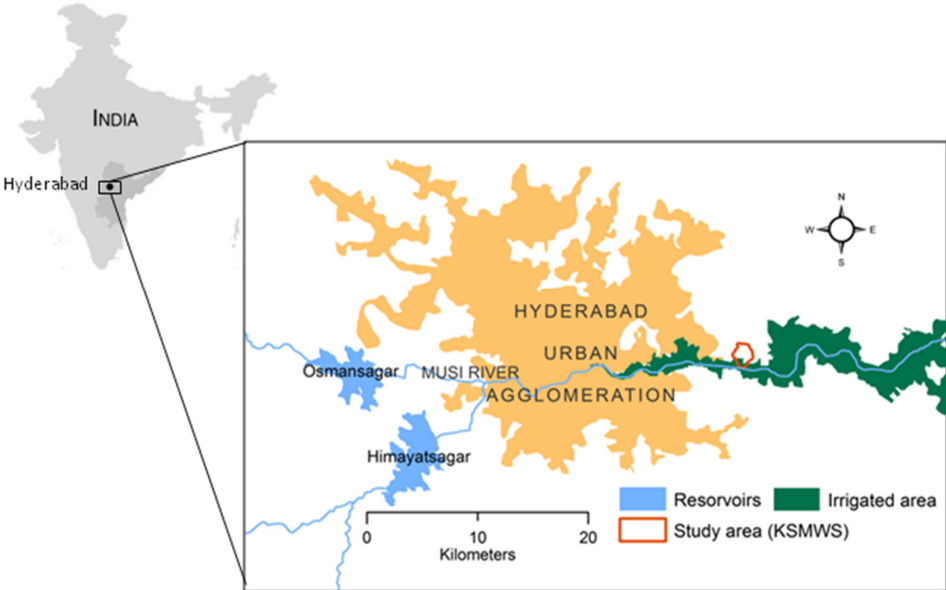 INDIA
Hyderabad
N
W E
S
HYDERABAD
URBAN
AGGLOMERATION
Osmansagar
MUSI RIVER
Himayatsagar
Resorvoirs
Irrigated area
Study area (KSMWS)
0 10 20
Kilometers